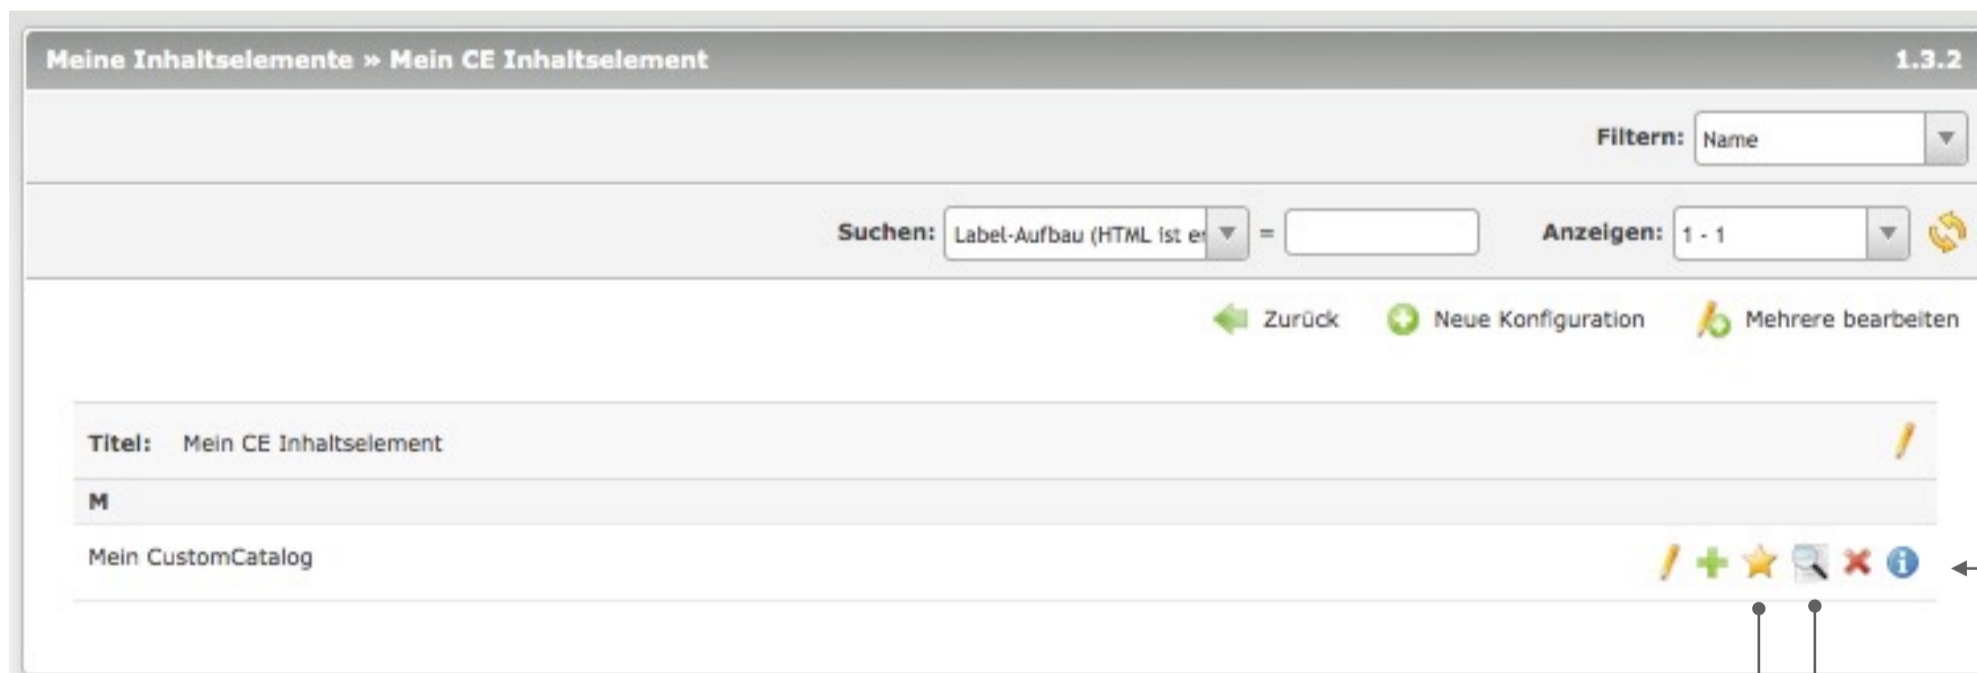 Meine Inhaltselemente » Mein CE Inhaltselement 1.3.2
Filtern: Name
Suchen: Label-Aufbau (HTML ist er = Anzeigen: 1 - 1
Zurück Neue Konfiguration Mehrere bearbeiten
Titel: Mein CE Inhaltselement
M
Mein CustomCatalog